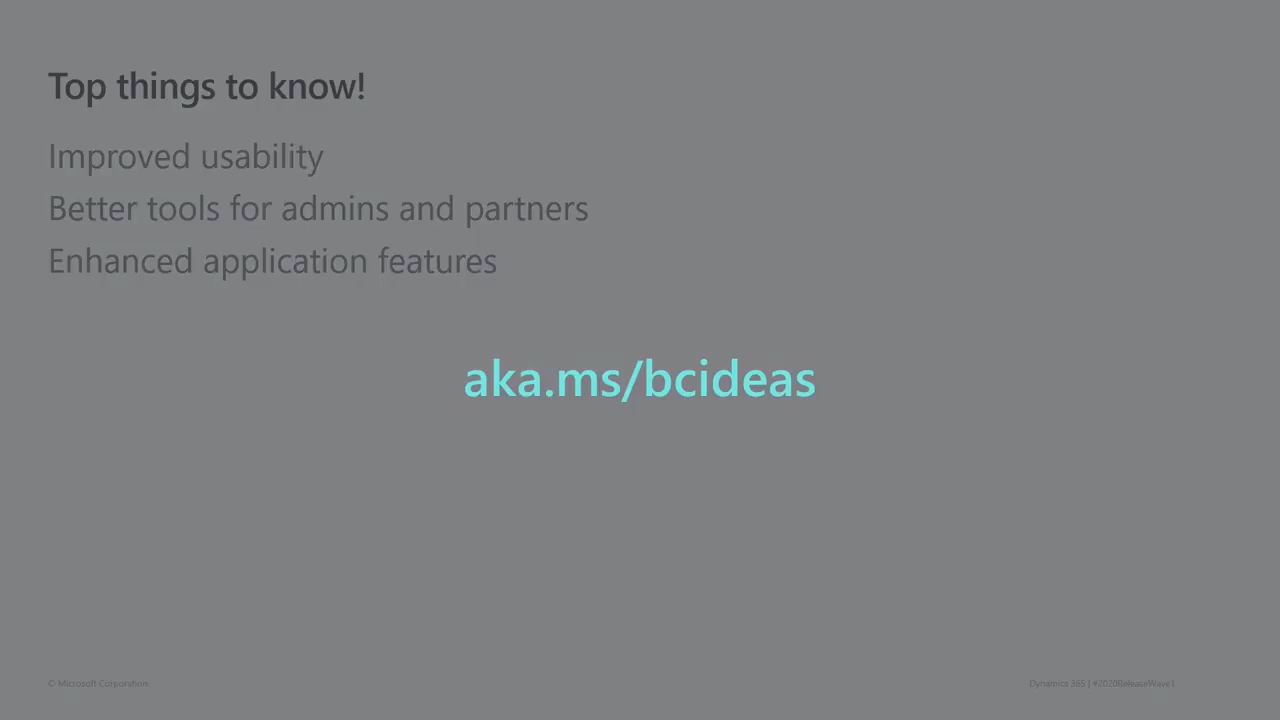 Top things to know!
Improved usability
Better tools for admins and partners
Enhanced application features
aka.ms/bcideas
© Microsoft Corporation
Dynamics 365 | #2020ReleaseWave1